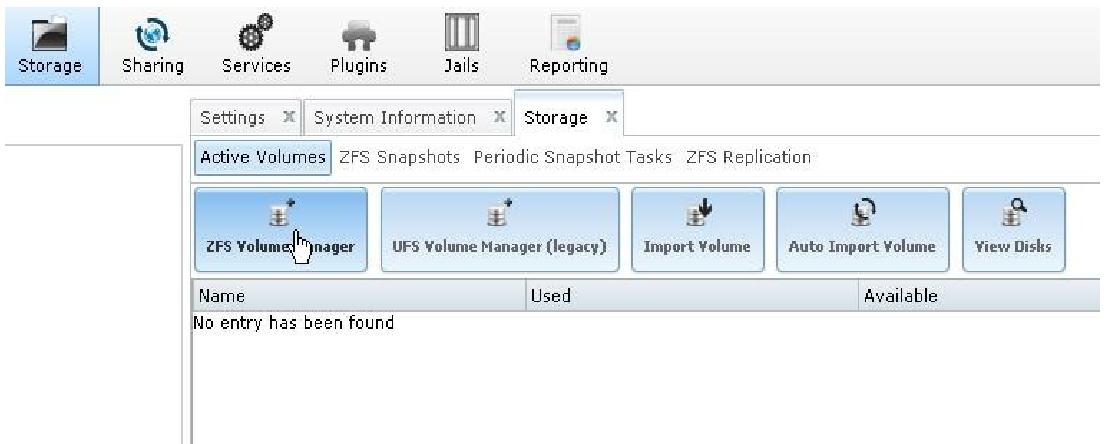 Storage Sharing Services Plugins Jails Reporting
Settings x System Information x Storage x
Active Volumes ZFS Snapshots Periodic Snapshot Tasks ZFS Replication
ZFS Volume UFS Volume Manager (legacy) Import Volume Auto Import Volume View Disks
Name Used Available
No entry has been found